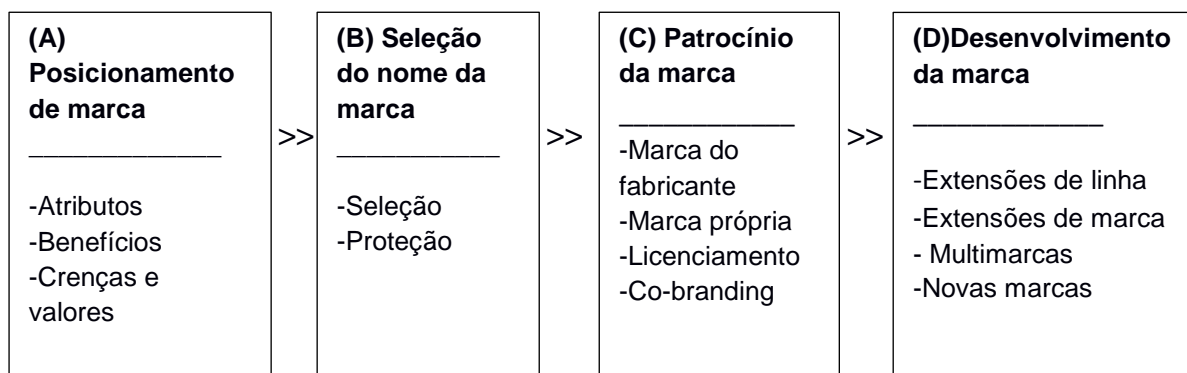 (A)
Posicionamento
de marca
_____________
-Atributos
-Benefícios
-Crenças e
valores
>>
(B) Seleção
do nome da
marca
___________
-Seleção
-Proteção
>>
(C) Patrocínio
da marca
____________
-Marca do
fabricante
-Marca própria
-Licenciamento
-Co-branding
>>
(D)Desenvolvimento
da marca
_____________
-Extensões de linha
-Extensões de marca
- Multimarcas
-Novas marcas